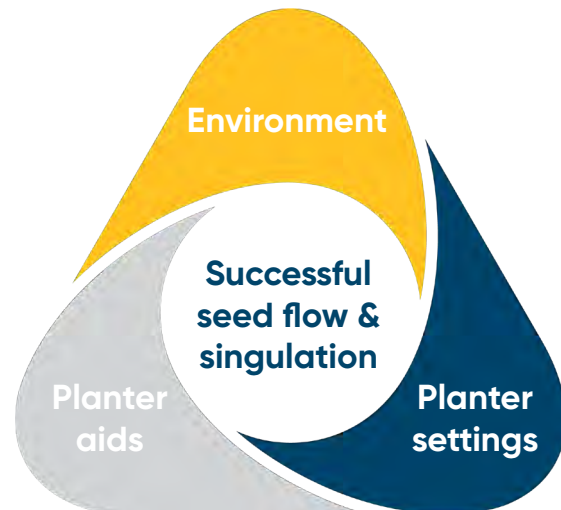 Environment
Successful
seed flow &
singulation
Planter
aids
Planter
settings